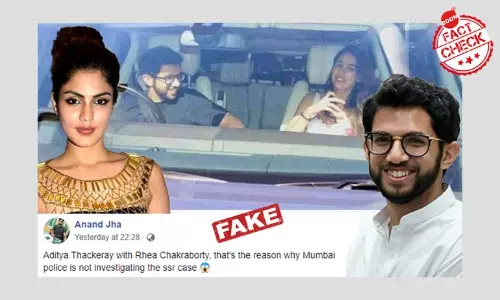 100%
FACT
CHECK
FAKE
Anand Jha
Yesterday at 22:28 ·
Aditya Thackeray with Rhea Chakraborty, that's the reason why Mumbai
police is not investigating the ssr case 😱